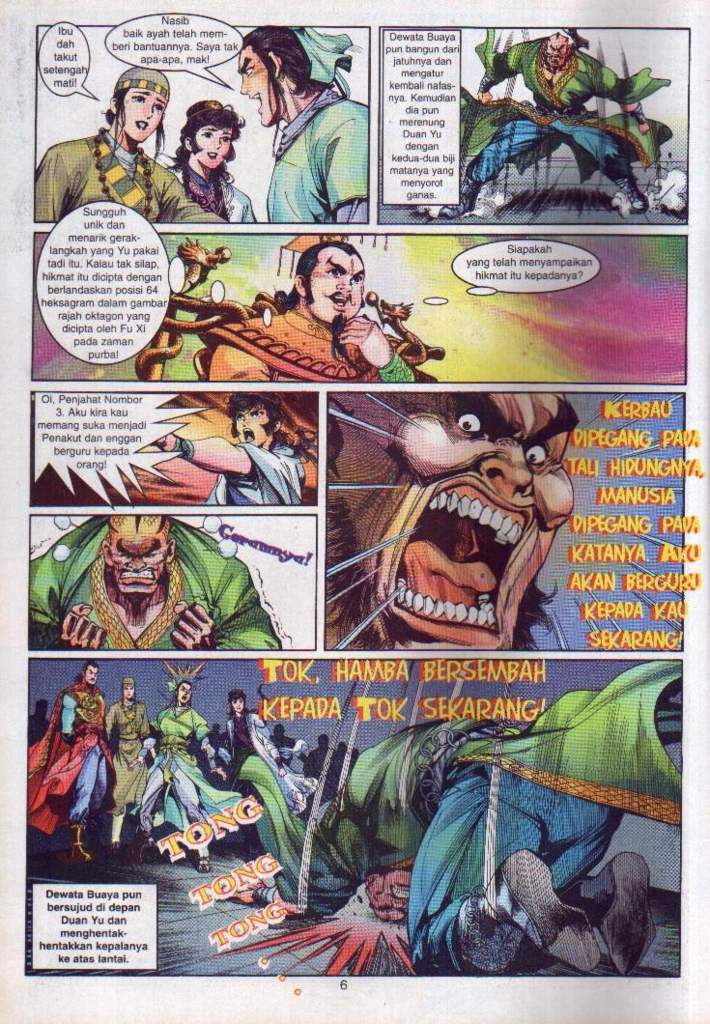 Ibu
dah
takut
setengah
mati!
Nasib
baik ayah telah mem-
beri bantuannya. Saya tak
apa-apa, mak!
Dewata Buaya
pun bangun dari
jatuhnya dan
mengatur
kembali nafas-
nya. Kemudian
dia pun
merenung
Duan Yu
dengan
kedua-dua biji
matanya yang
menyorot
ganas.
Sungguh
unik dan
menarik gerak-
langkah yang Yu pakai
tadi itu. Kalau tak silap,
hikmat itu dicipta dengan
berlandaskan posisi 64
heksagram dalam gambar
rajah oktagon yang
dicipta oleh Fu Xi
pada zaman
purba!
Siapakah
yang telah menyampaikan
hikmat itu kepadanya?
Oi, Penjahat Nombor
3. Aku kira kau
memang suka menjadi
Penakut dan enggan
berguru kepada
orang!
Geramnya!
KERBAU
DIPEGANG PADA
TALI HIDUNGNYA,
MANUSIA
DIPEGANG PADA
KATANYA. AKU
AKAN BERGURU
KEPADA KAU
SEKARANG!
TOK, HAMBA BERSEMBAH
KEPADA TOK SEKARANG!
TONG
TONG
TONG
...
Dewata Buaya pun
bersujud di depan
Duan Yu dan
menghentak-
hentakkan kepalanya
ke atas lantai.
6